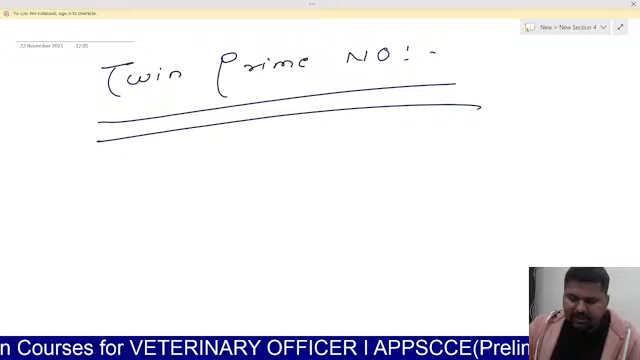 To sync this notebook, sign in to OneNote.
New > New Section 4
22 November 2021 12:05
Twin Prime NO: -
n Courses for VETERINARY OFFICER I APPSCCE(Prelin